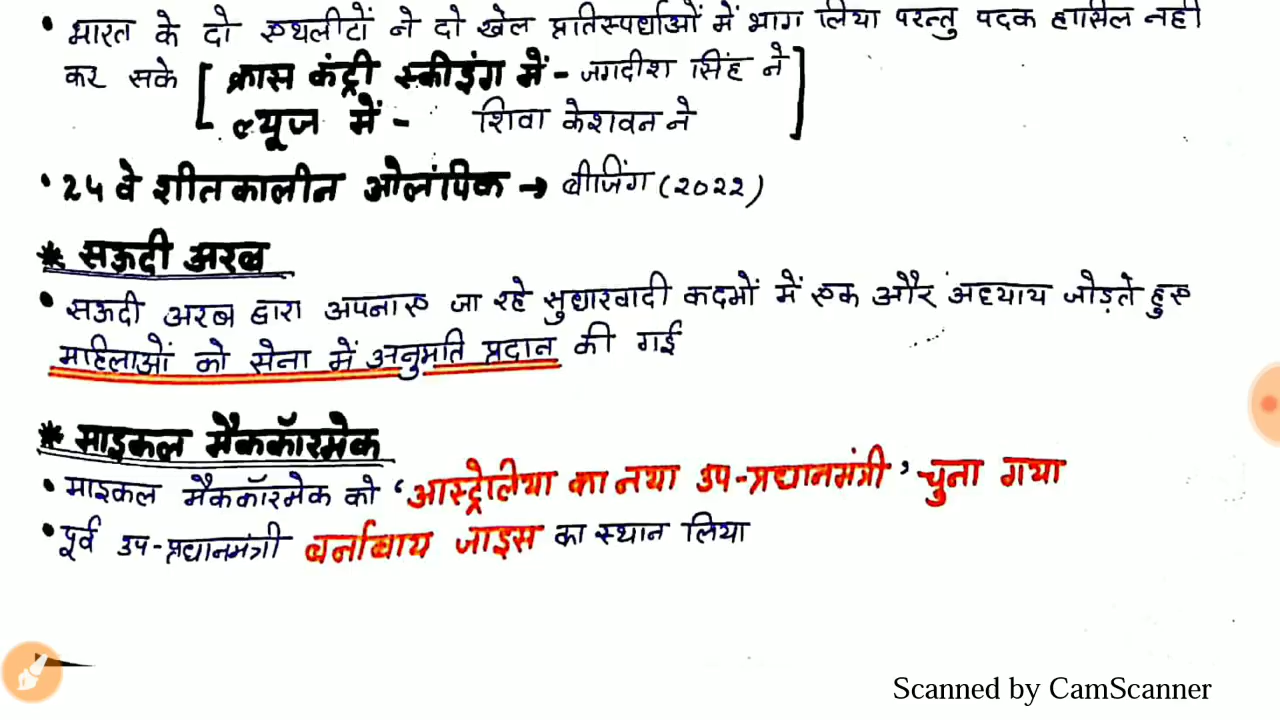 • भारत के दो एथलीटों ने दो खेल प्रतिस्पर्धाओं में भाग लिया परन्तु पदक हासिल नहीं
कर सके [क्रास कंट्री स्कीइंग में - जगदीश सिंह ने
ल्यूज में - शिवा केशवन ने]
• 24 वे शीतकालीन ओलंपिक → बीजिंग (2022)
* सऊदी अरब
• सऊदी अरब द्वारा अपनाए जा रहे सुधारवादी कदमों में एक और अध्याय जोड़ते हुए
महिलाओं को सेना में अनुमति प्रदान की गई
* माइकल मैककॉरमेक
• माइकल मैककॉरमेक को ‘आस्ट्रेलिया का नया उप-प्रधानमंत्री’ चुना गया
• पूर्व उप-प्रधानमंत्री बर्नाबाय जाइस का स्थान लिया
Scanned by CamScanner